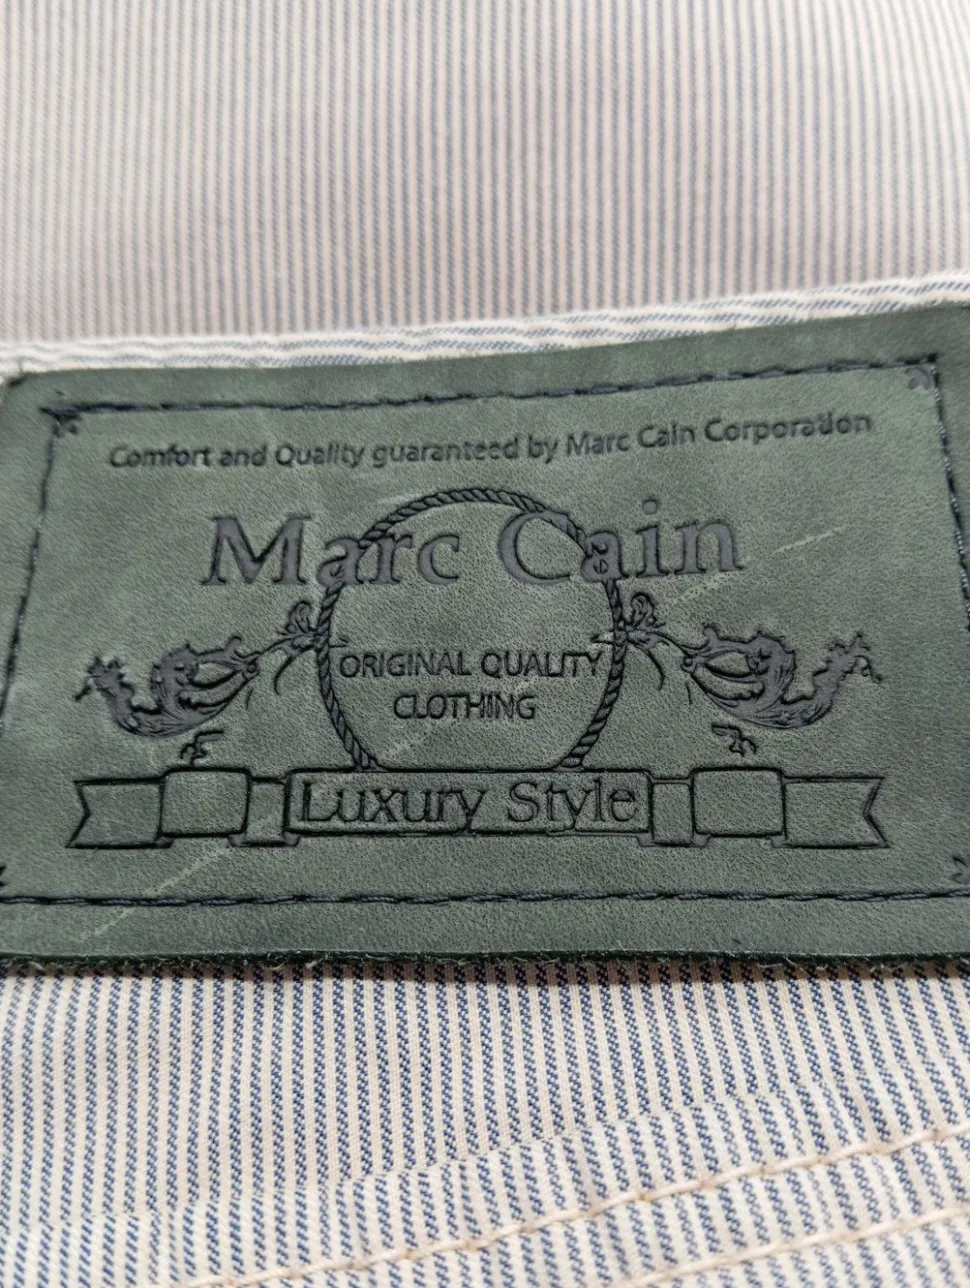 Comfort and Quality guaranteed by Marc Cain Corporation
Marc Cain
ORIGINAL QUALITY
CLOTHING
Luxury Style